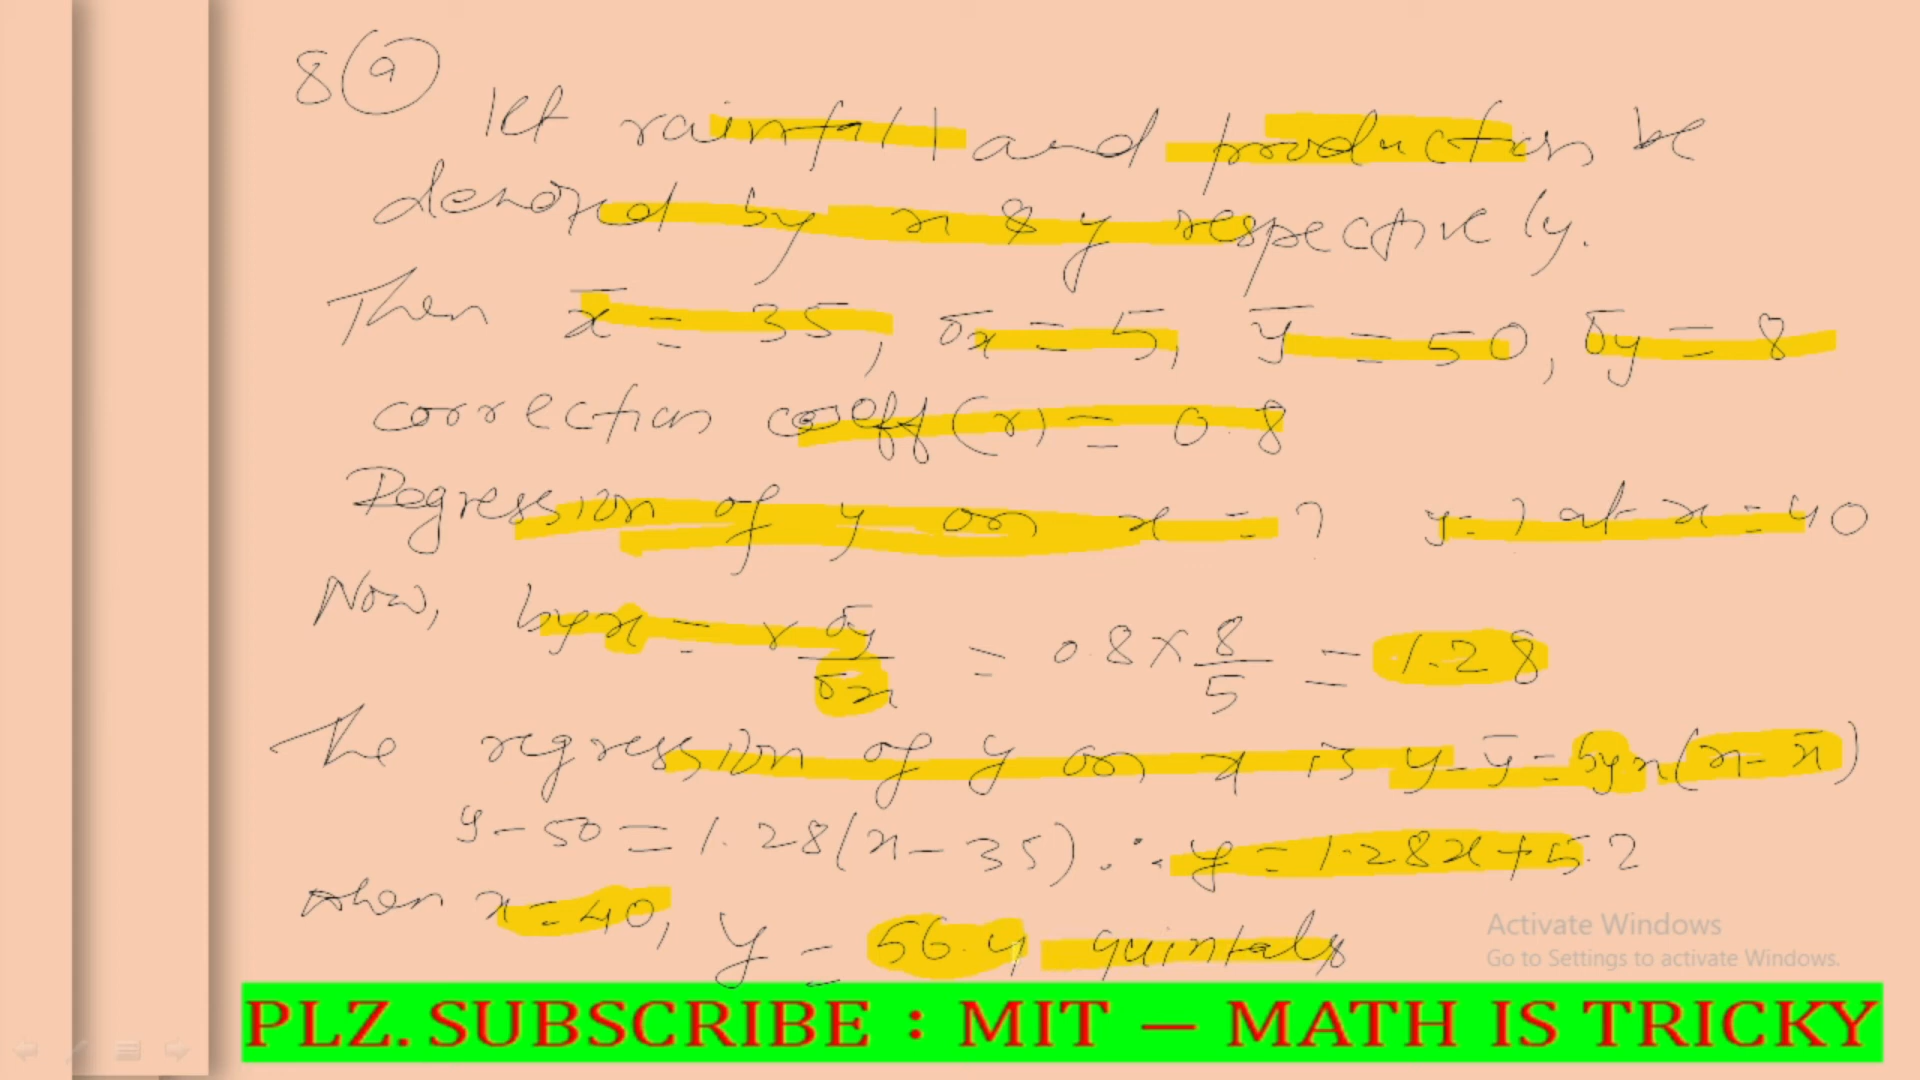 8(a)
Let rainfall and production be
denoted by x & y respectively.
Then x̄ = 35, σx = 5, ȳ = 50, σy = 8
correction coeff(r) = 0.8
Regression of y on x = ? y = ? at x = 40
Now, byx = r σy/σx = 0.8 × 8/5 = 1.28
The regression of y on x is y - ȳ = byx(x - x̄)
y - 50 = 1.28(x - 35) ∴ y = 1.28x + 5.2
when x = 40, y = 56.4 quintals
Activate Windows
Go to Settings to activate Windows.
PLZ. SUBSCRIBE : MIT – MATH IS TRICKY